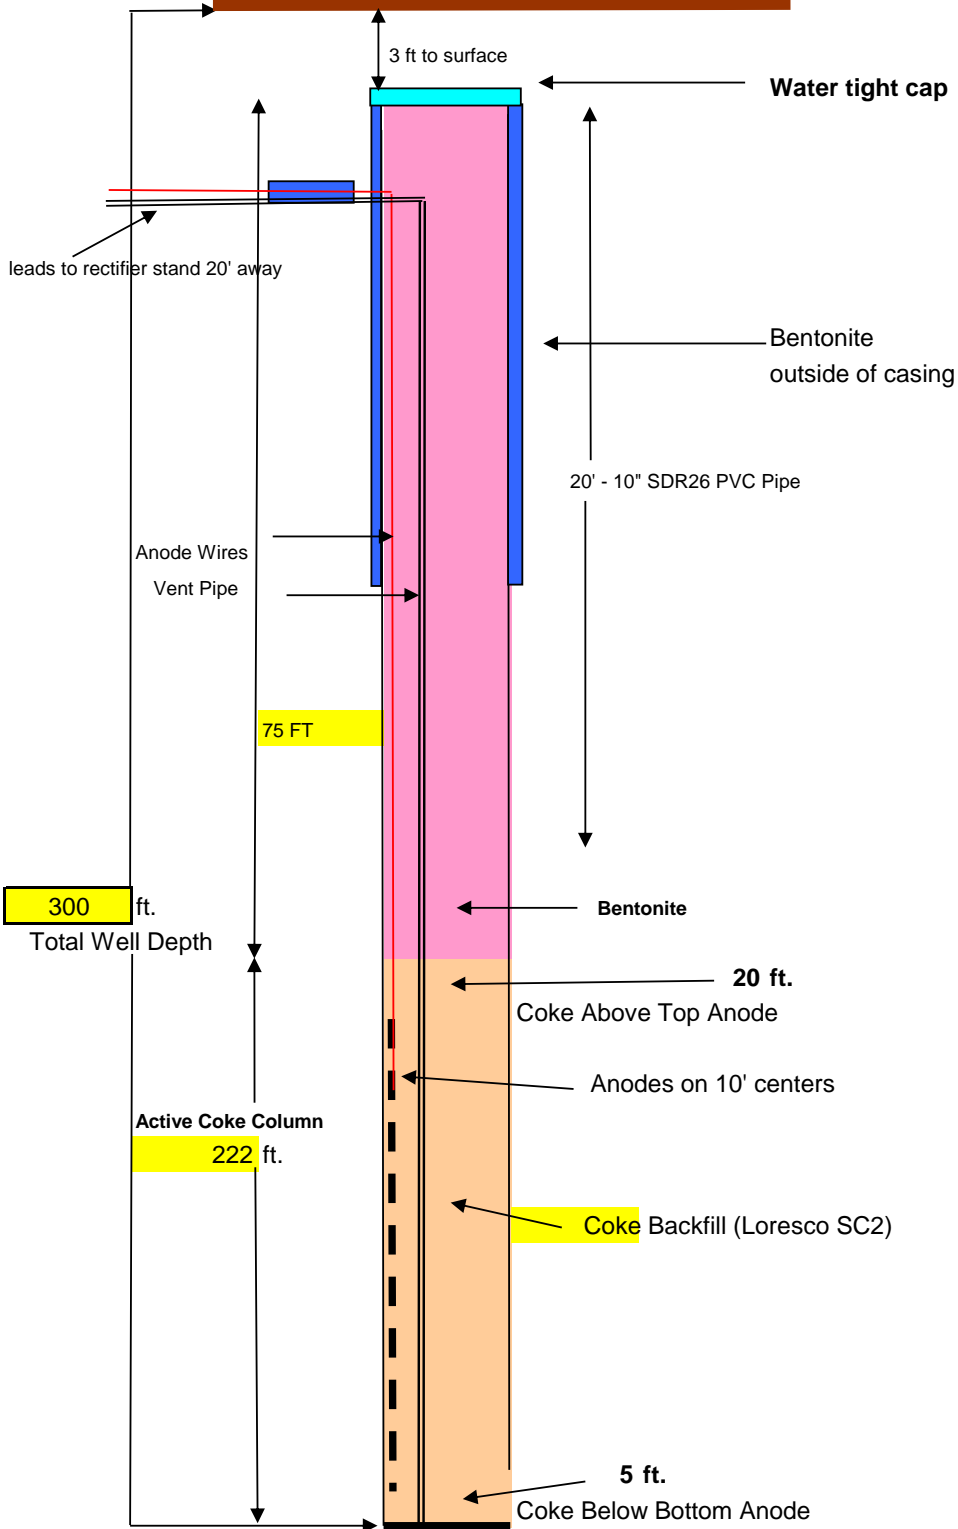 3 ft to surface
Water tight cap
leads to rectifier stand 20' away
Bentonite
outside of casing
20' - 10" SDR26 PVC Pipe
Anode Wires
Vent Pipe
75 FT
300 ft.
Total Well Depth
Bentonite
20 ft.
Coke Above Top Anode
Anodes on 10' centers
Active Coke Column
222 ft.
Coke Backfill (Loresco SC2)
5 ft.
Coke Below Bottom Anode